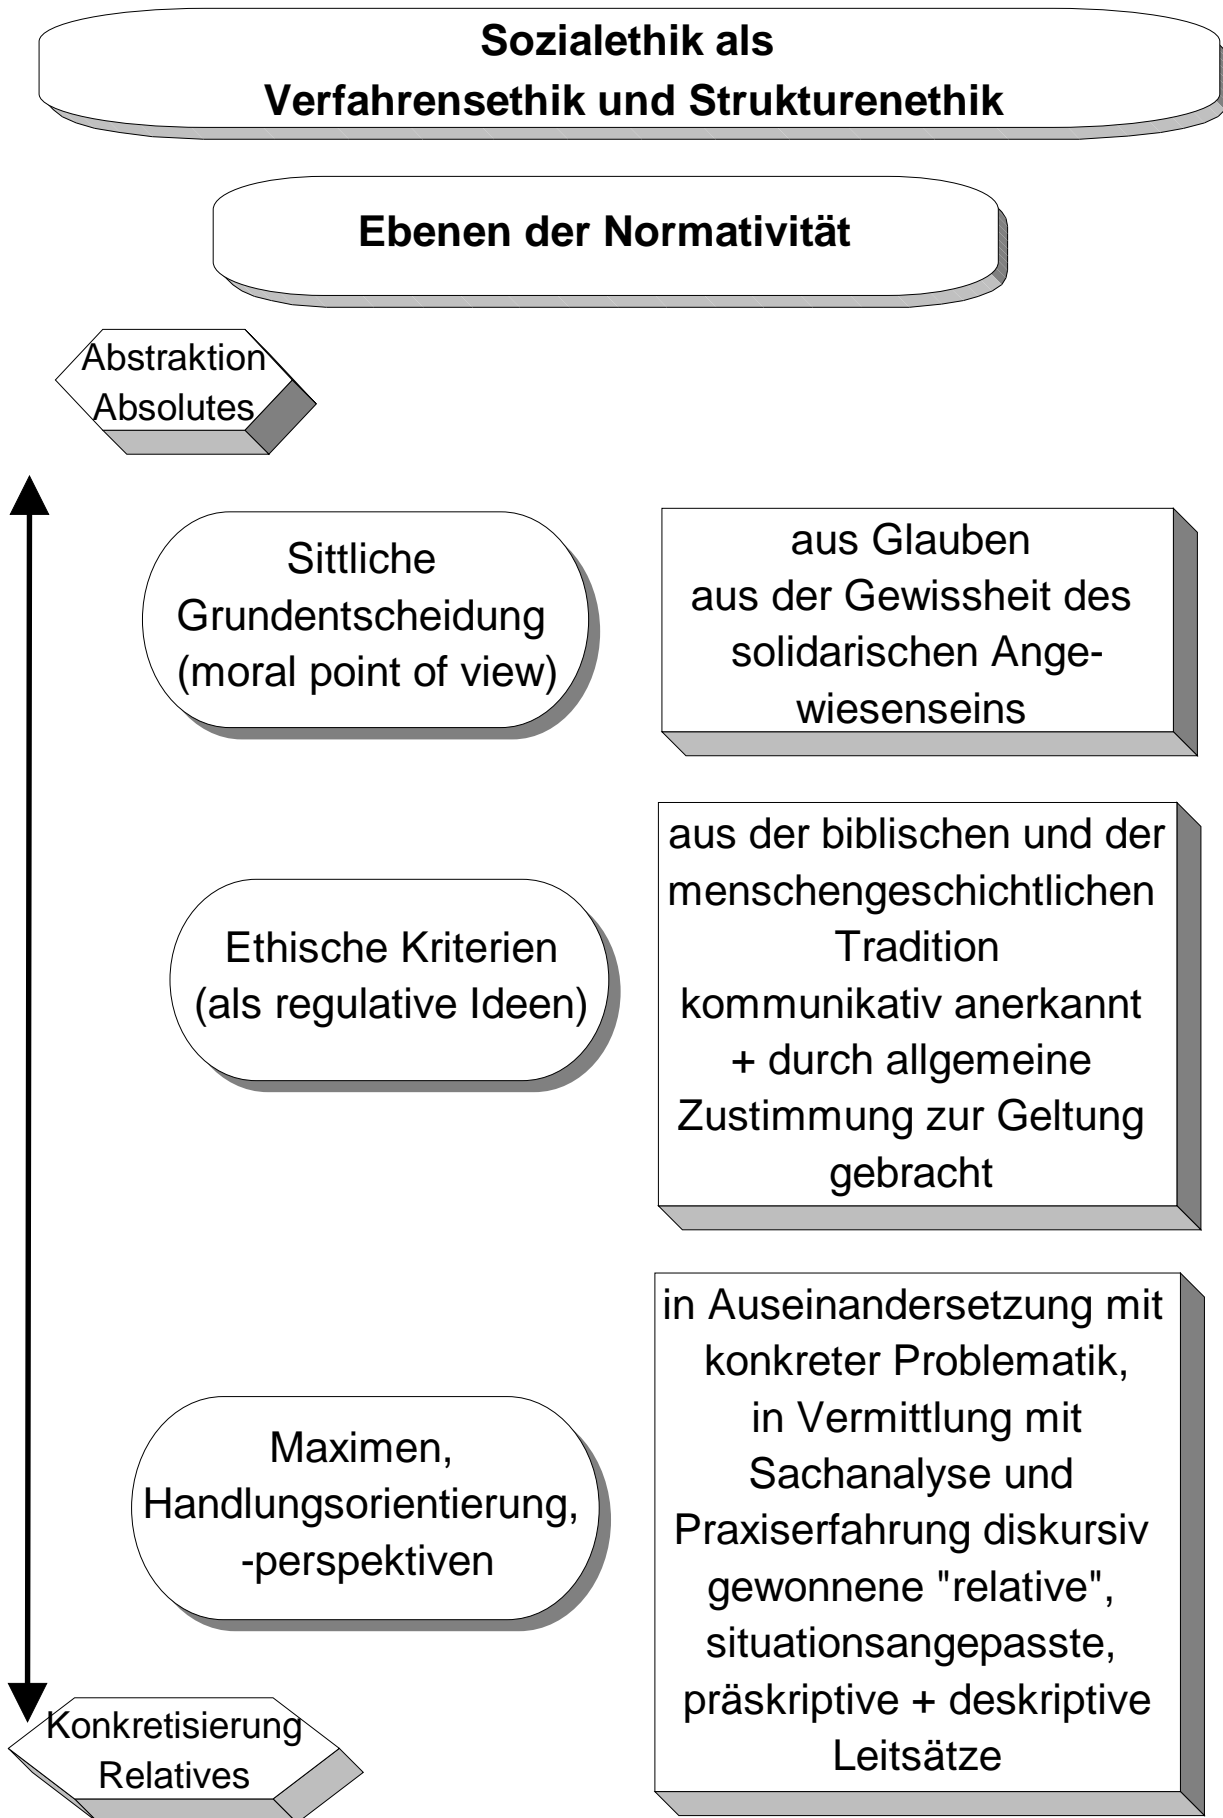 Sozialethik als
Verfahrensethik und Strukturenethik
Ebenen der Normativität
Abstraktion
Absolutes
Sittliche
Grundentscheidung
(moral point of view)
aus Glauben
aus der Gewissheit des
solidarischen Ange-
wiesenseins
Ethische Kriterien
(als regulative Ideen)
aus der biblischen und der
menschengeschichtlichen
Tradition
kommunikativ anerkannt
+ durch allgemeine
Zustimmung zur Geltung
gebracht
Maximen,
Handlungsorientierung,
-perspektiven
in Auseinandersetzung mit
konkreter Problematik,
in Vermittlung mit
Sachanalyse und
Praxiserfahrung diskursiv
gewonnene "relative",
situationsangepasste,
präskriptive + deskriptive
Leitsätze
Konkretisierung
Relatives